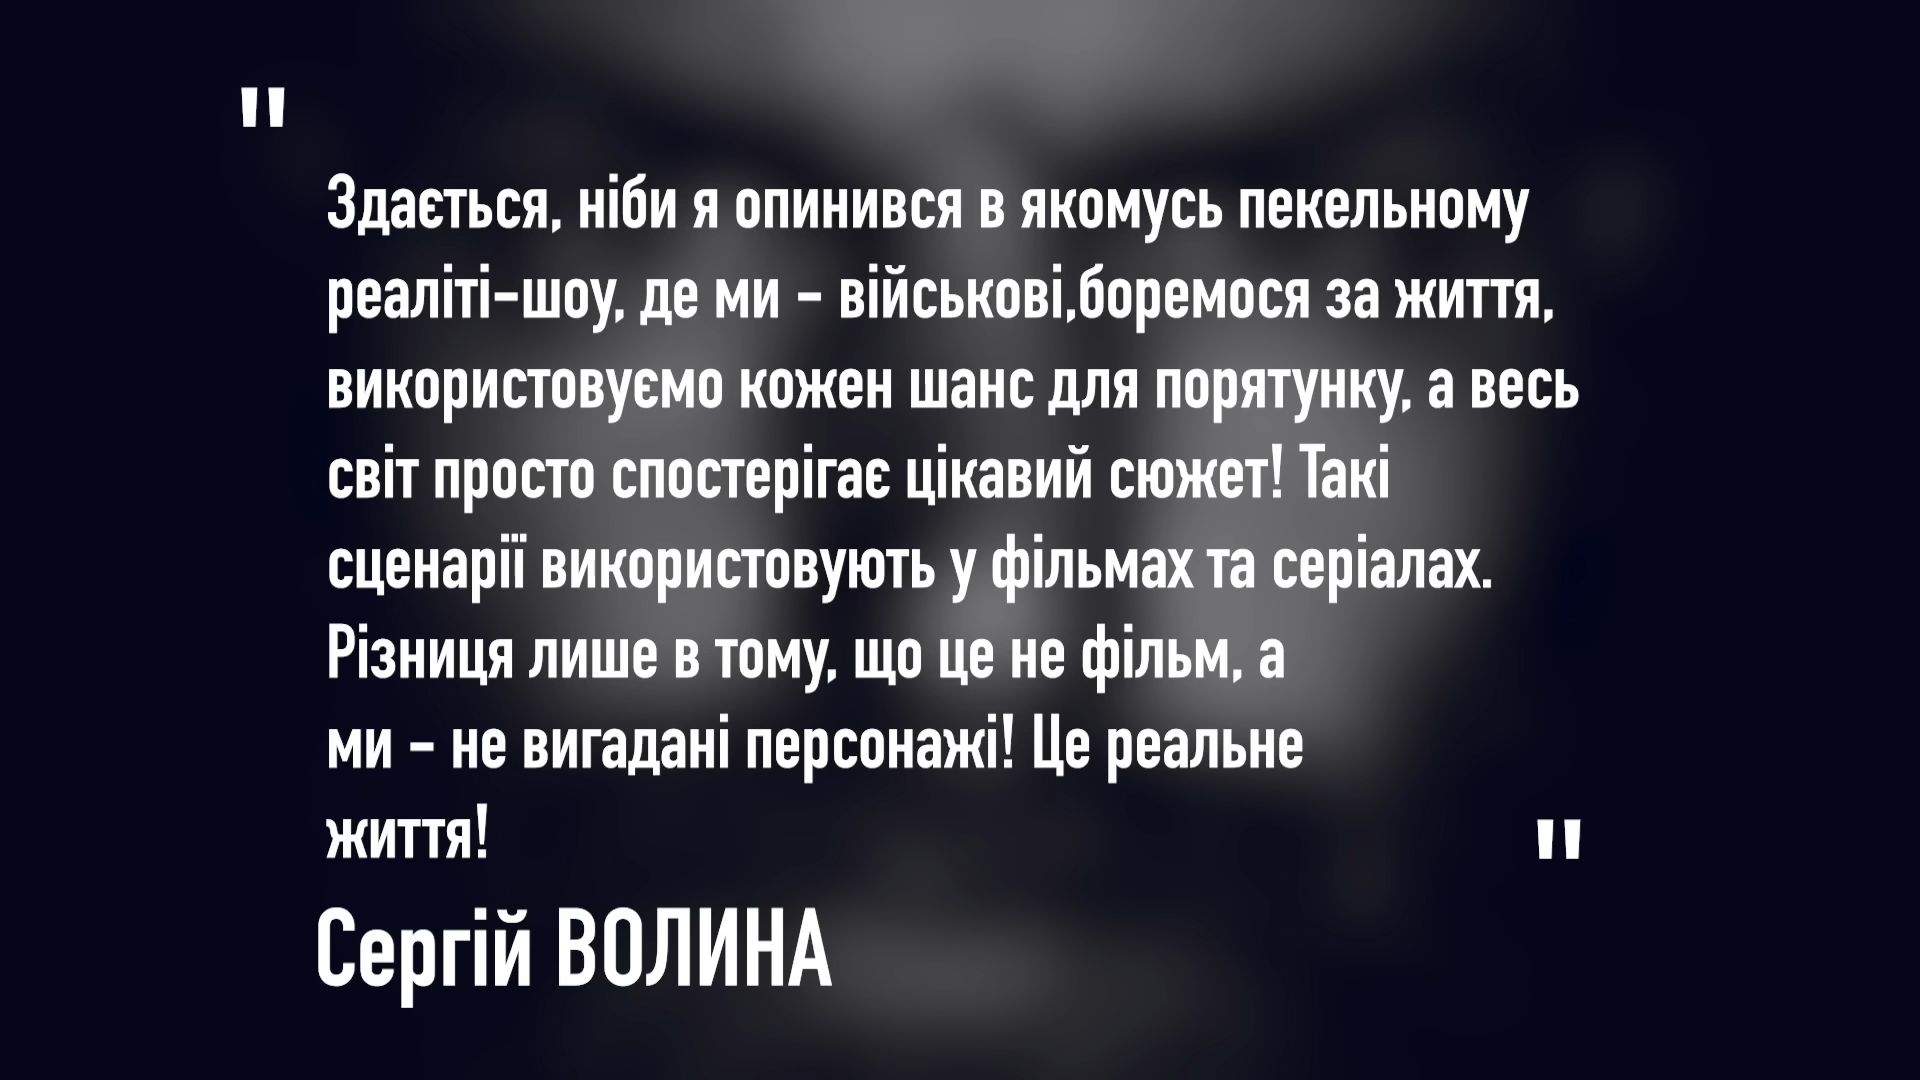 "
Здається, ніби я опинився в якомусь пекельному
реаліті-шоу, де ми - військові,боремося за життя,
використовуємо кожен шанс для порятунку, а весь
світ просто спостерігає цікавий сюжет! Такі
сценарії використовують у фільмах та серіалах.
Різниця лише в тому, що це не фільм, а
ми - не вигадані персонажі! Це реальне
життя!
"
Сергій ВОЛИНА